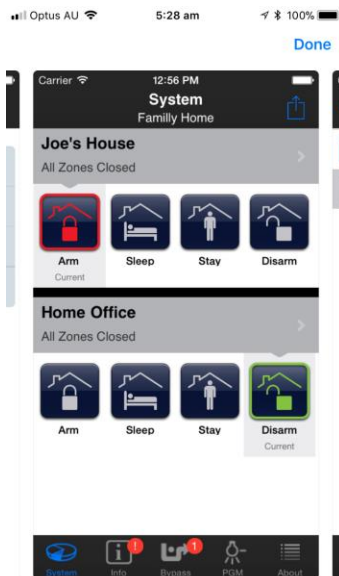 Optus AU 5:28 am 100%
Done
Carrier 12:56 PM
System
Familly Home
Joe's House
All Zones Closed
Arm Sleep Stay Disarm
Current
Home Office
All Zones Closed
Arm Sleep Stay Disarm
Current
! !
System Info Bypass PGM About